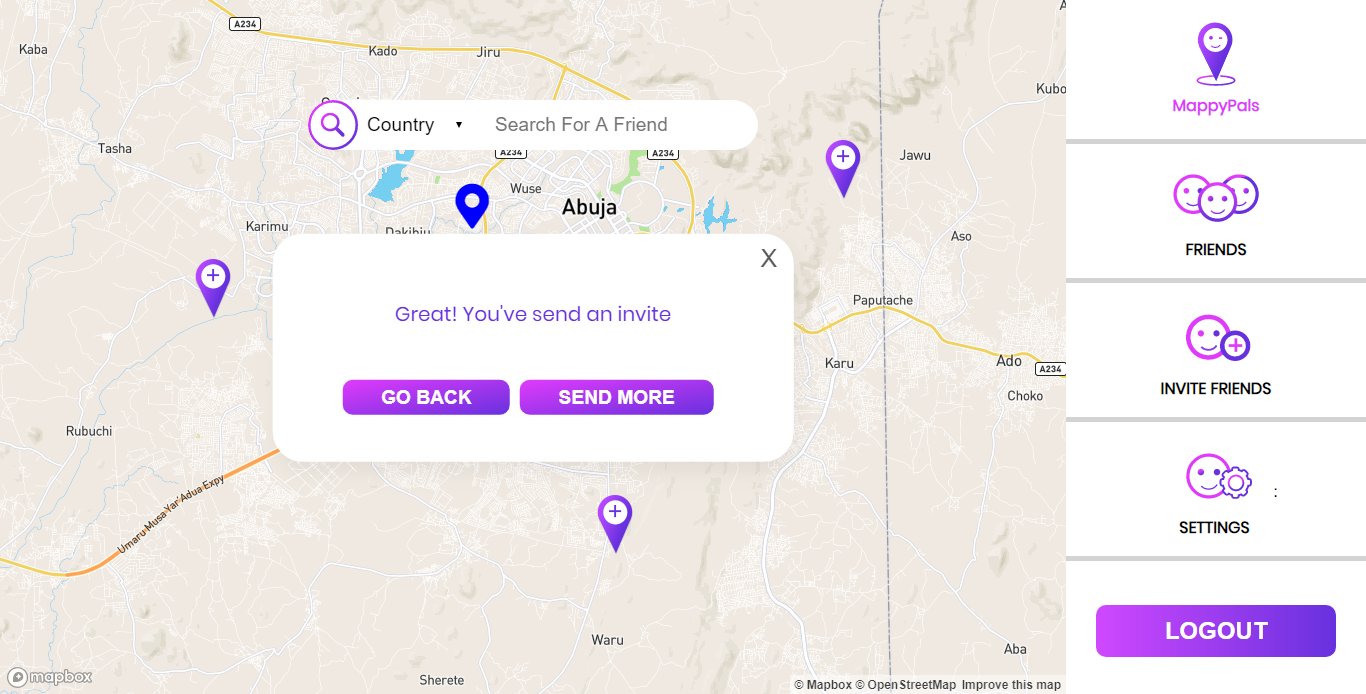 A234
Kaba
Kado
Jiru
Kubo
Country ▾ Search For A Friend
Tasha
A234
A234
Jawu
Wuse
Abuja
Karimu
Dakibiu
Aso
X
Great! You've send an invite
GO BACK
SEND MORE
Paputache
Karu
Ado
A234
Choko
Rubuchi
Umaru Musa Yar'Adua Expy
Waru
Aba
Sherete
mapbox
© Mapbox © OpenStreetMap Improve this map
MappyPals
FRIENDS
INVITE FRIENDS
:
SETTINGS
LOGOUT